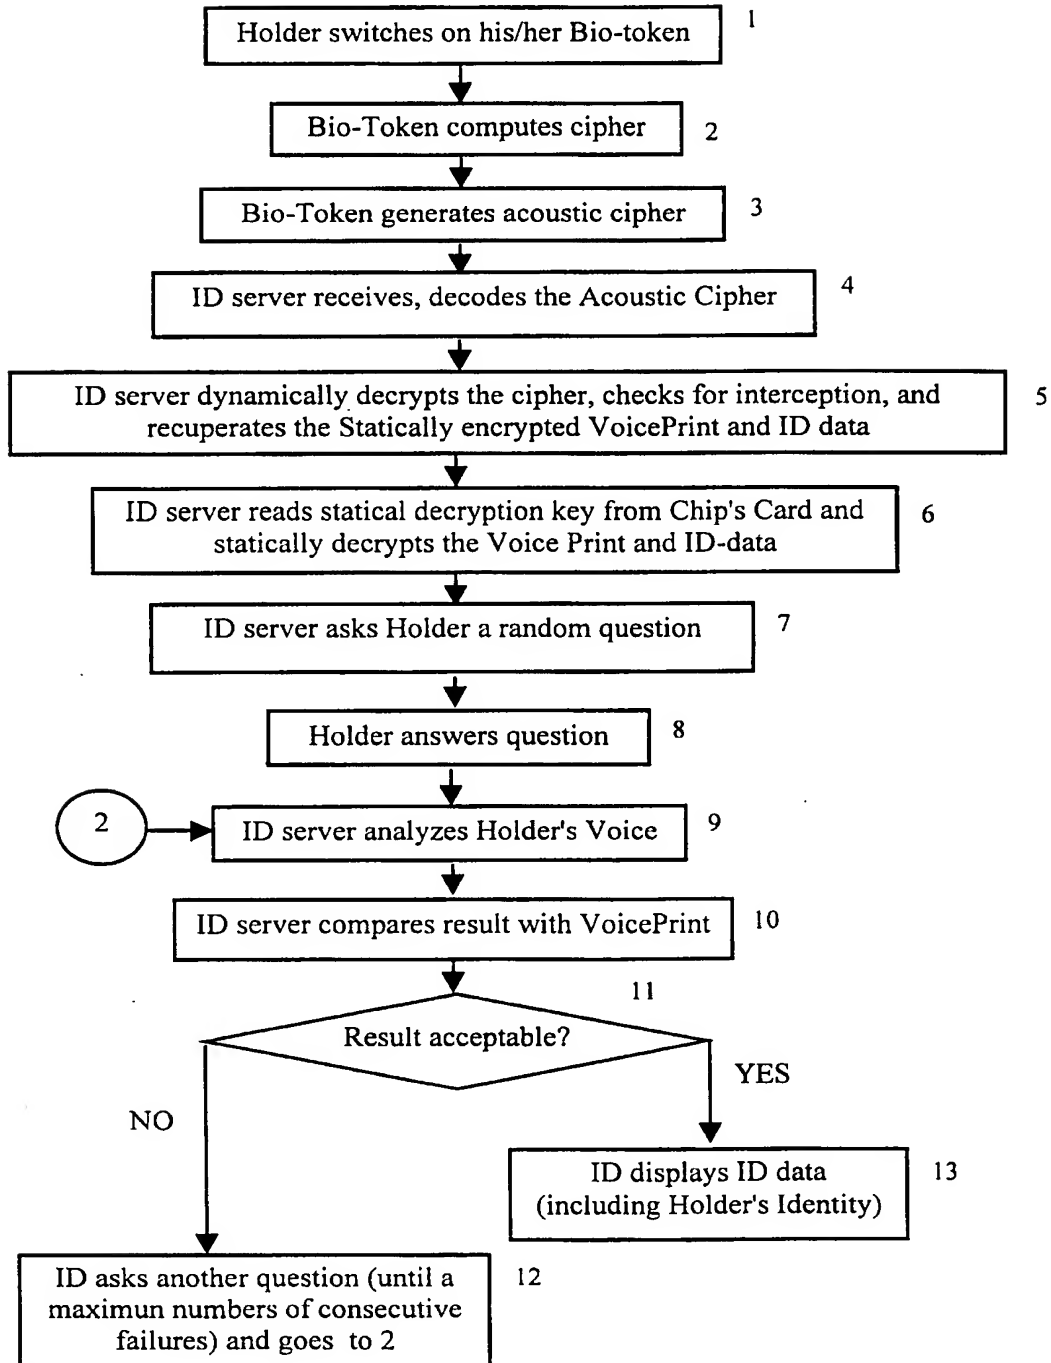 Holder switches on his/her Bio-token
1
Bio-Token computes cipher
2
Bio-Token generates acoustic cipher
3
ID server receives, decodes the Acoustic Cipher
4
ID server dynamically decrypts the cipher, checks for interception, and
recuperates the Statically encrypted VoicePrint and ID data
5
ID server reads statical decryption key from Chip's Card and
statically decrypts the Voice Print and ID-data
6
ID server asks Holder a random question
7
Holder answers question
8
2
ID server analyzes Holder's Voice
9
ID server compares result with VoicePrint
10
11
Result acceptable?
YES
NO
ID displays ID data
(including Holder's Identity)
13
ID asks another question (until a
maximun numbers of consecutive
failures) and goes to 2
12